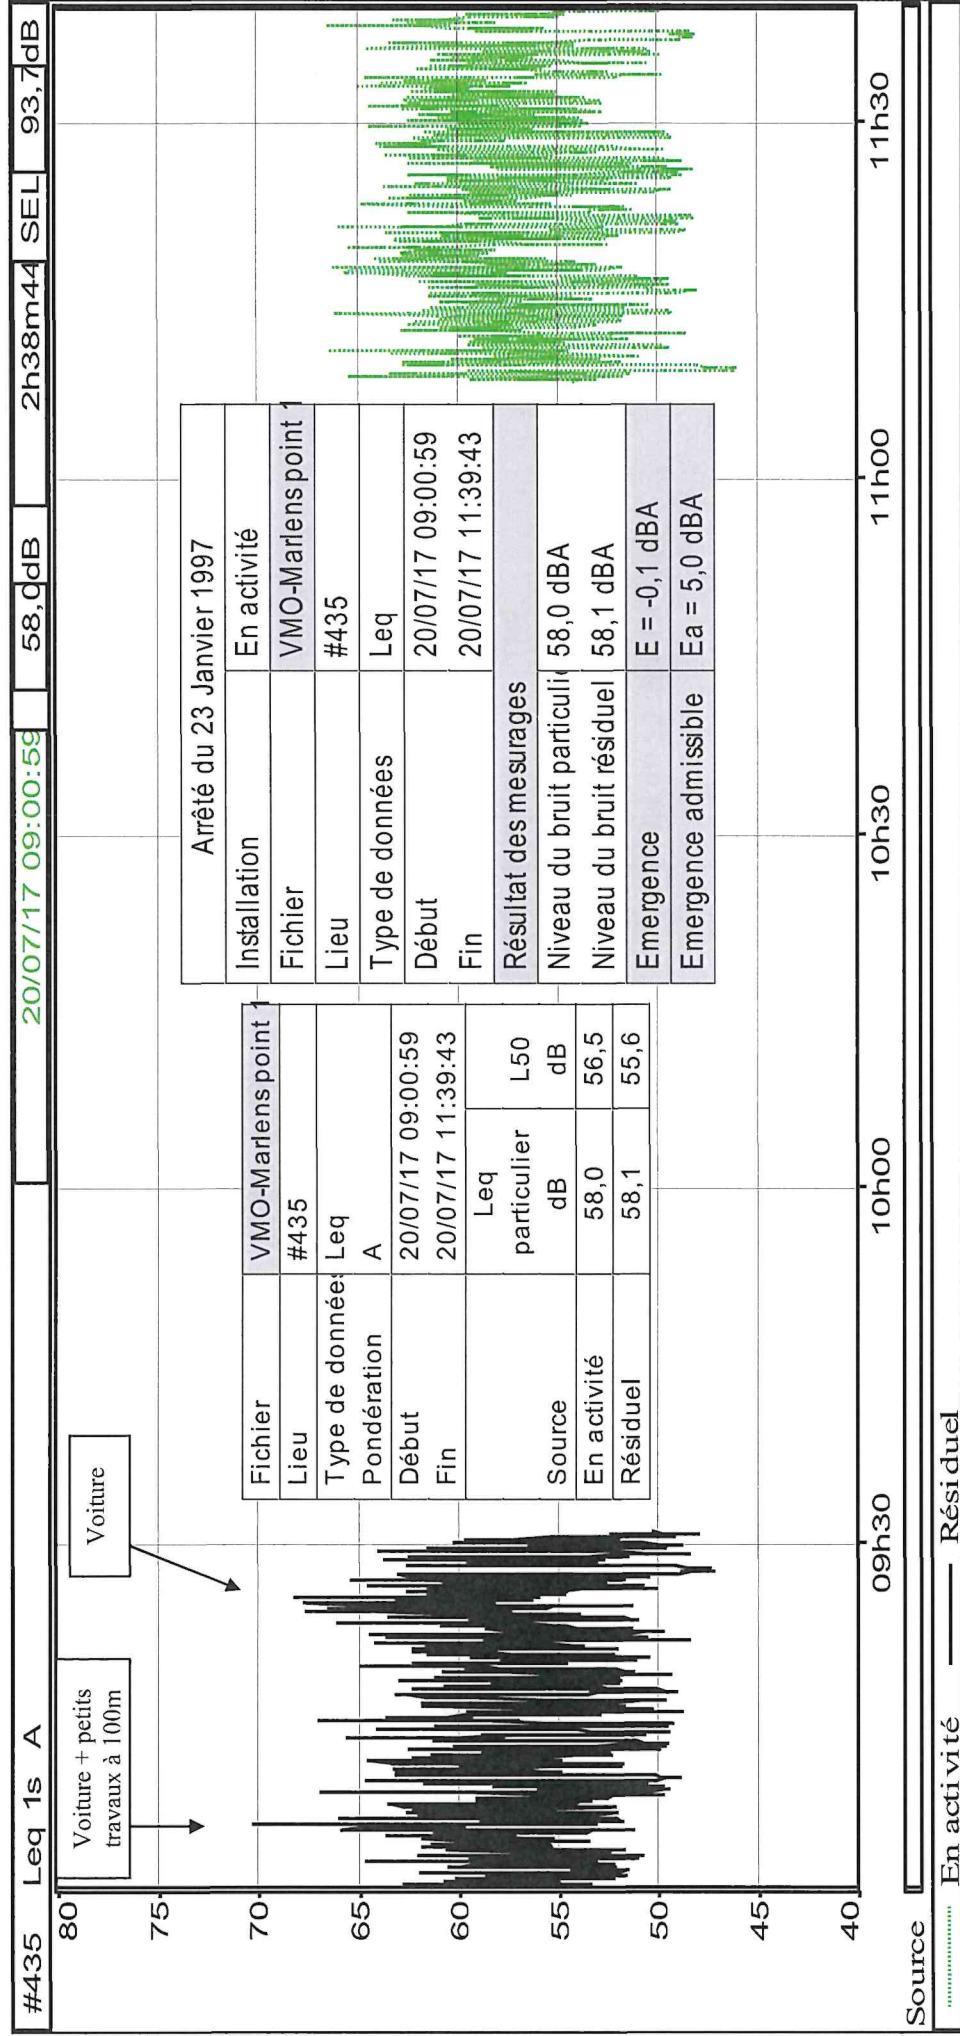 #435 Leq 1s A 20/07/17 09:00:59 58,0dB 2h38m44 SEL 93,7dB
80
75
70
65
60
55
50
45
40
Voiture + petits
travaux à 100m
Voiture
Fichier VMO-Marlens point 1
Lieu #435
Type de données Leq
Pondération A
Début 20/07/17 09:00:59
Fin 20/07/17 11:39:43
Leq
particulier L50
Source dB dB
En activité 58,0 56,5
Résiduel 58,1 55,6
Arrêté du 23 Janvier 1997
Installation En activité
Fichier VMO-Marlens point 1
Lieu #435
Type de données Leq
Début 20/07/17 09:00:59
Fin 20/07/17 11:39:43
Résultat des mesurages
Niveau du bruit particulie 58,0 dBA
Niveau du bruit résiduel 58,1 dBA
Emergence E = -0,1 dBA
Emergence admissible Ea = 5,0 dBA
09h30 10h00 10h30 11h00 11h30
Source
En activité Résiduel